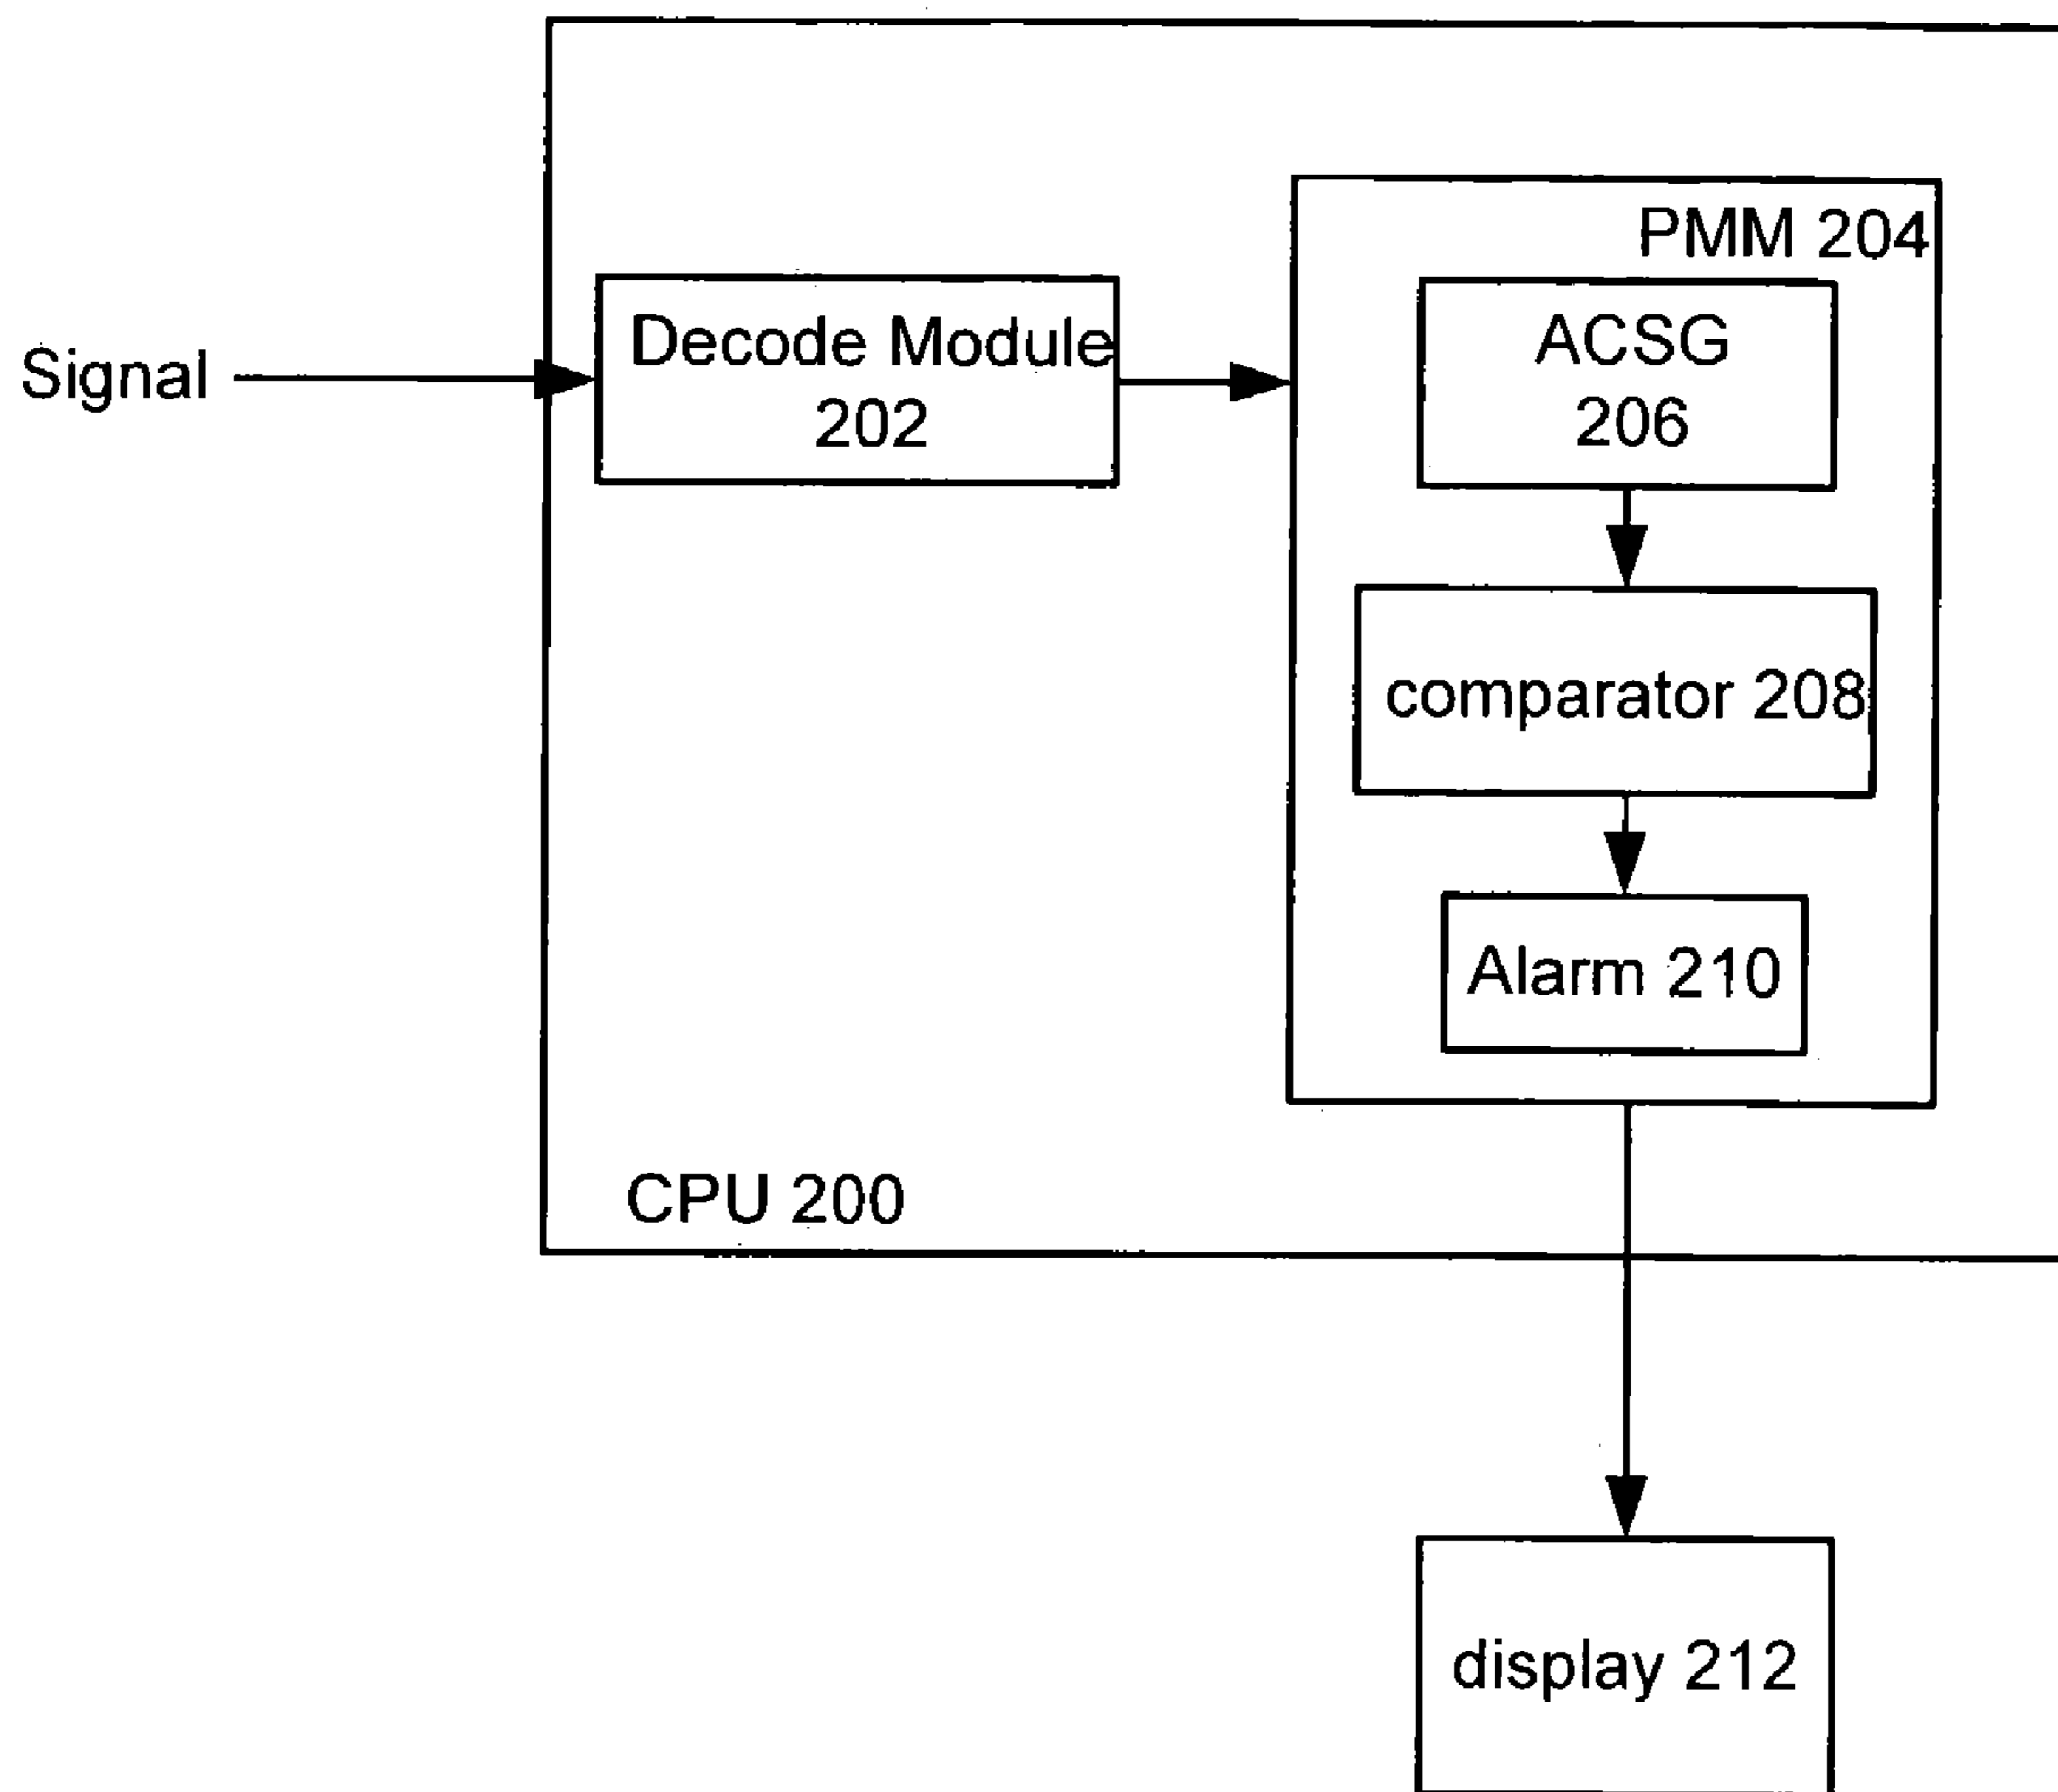 PMM 204
Signal
Decode Module
202
ACSG
206
comparator 208
Alarm 210
CPU 200
display 212